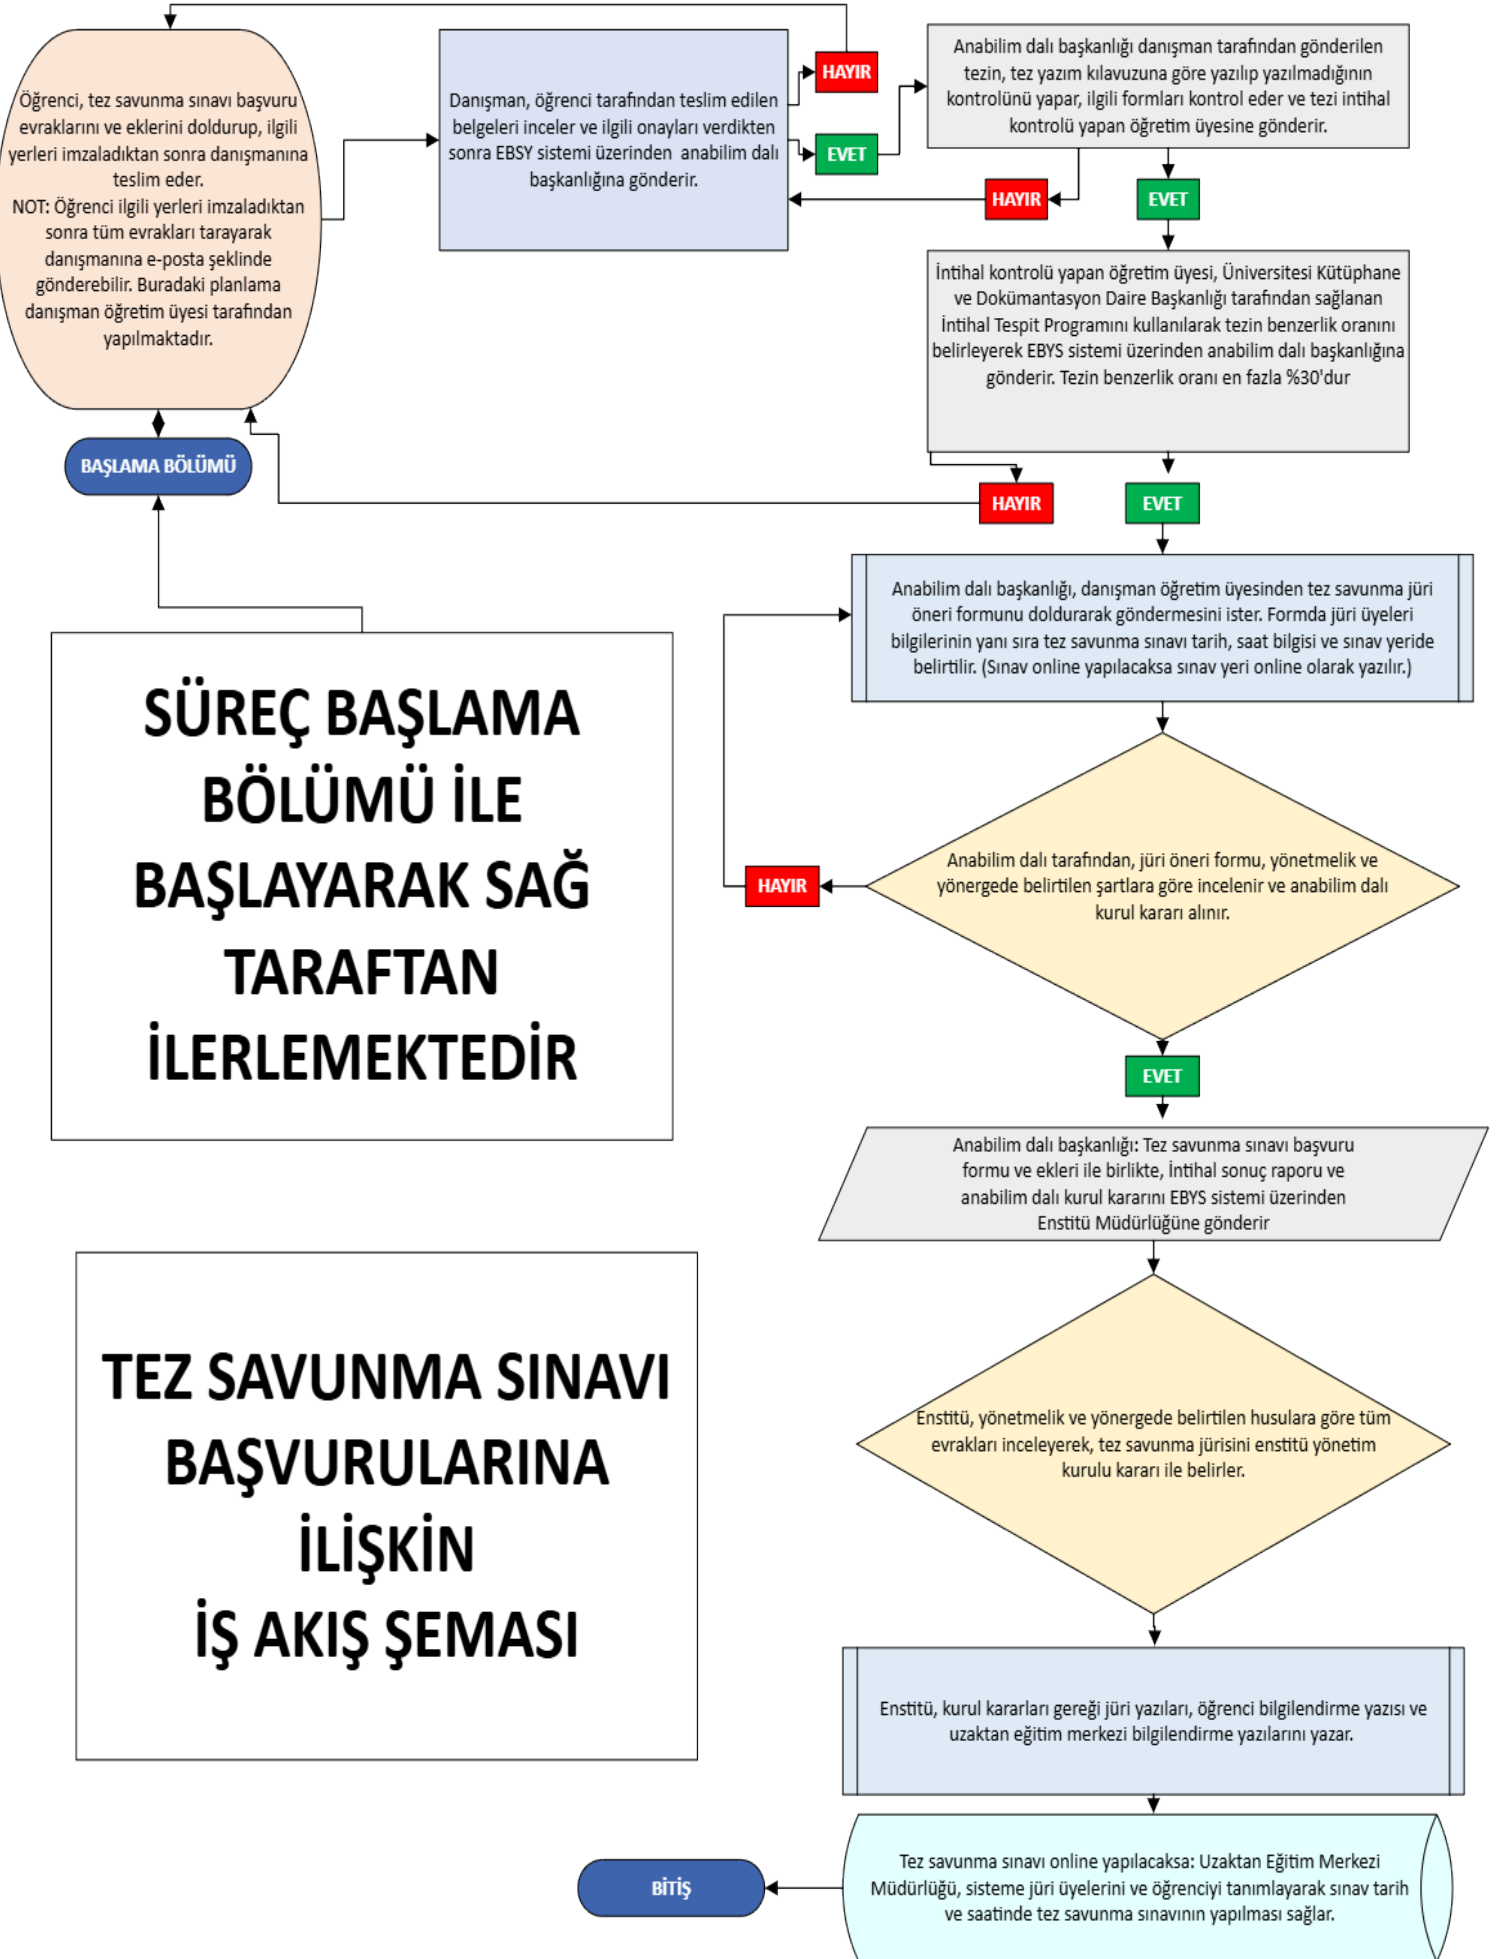 Öğrenci, tez savunma sınavı başvuru
evraklarını ve eklerini doldurup, ilgili
yerleri imzaladıktan sonra danışmanına
teslim eder.
NOT: Öğrenci ilgili yerleri imzaladıktan
sonra tüm evrakları tarayarak
danışmanına e-posta şeklinde
gönderebilir. Buradaki planlama
danışman öğretim üyesi tarafından
yapılmaktadır.
BAŞLAMA BÖLÜMÜ
Danışman, öğrenci tarafından teslim edilen
belgeleri inceler ve ilgili onayları verdikten
sonra EBSY sistemi üzerinden anabilim dalı
başkanlığına gönderir.
HAYIR
EVET
Anabilim dalı başkanlığı danışman tarafından gönderilen
tezin, tez yazım kılavuzuna göre yazılıp yazılmadığının
kontrolünü yapar, ilgili formları kontrol eder ve tezi intihal
kontrolü yapan öğretim üyesine gönderir.
HAYIR
EVET
İntihal kontrolü yapan öğretim üyesi, Üniversitesi Kütüphane
ve Dokümantasyon Daire Başkanlığı tarafından sağlanan
İntihal Tespit Programını kullanılarak tezin benzerlik oranını
belirleyerek EBYS sistemi üzerinden anabilim dalı başkanlığına
gönderir. Tezin benzerlik oranı en fazla %30'dur
HAYIR
EVET
Anabilim dalı başkanlığı, danışman öğretim üyesinden tez savunma jüri
öneri formunu doldurarak göndermesini ister. Formda jüri üyeleri
bilgilerinin yanı sıra tez savunma sınavı tarih, saat bilgisi ve sınav yeride
belirtilir. (Sınav online yapılacaksa sınav yeri online olarak yazılır.)
SÜREÇ BAŞLAMA
BÖLÜMÜ İLE
BAŞLAYARAK SAĞ
TARAFTAN
İLERLEMEKTEDİR
Anabilim dalı tarafından, jüri öneri formu, yönetmelik ve
yönergede belirtilen şartlara göre incelenir ve anabilim dalı
kurul kararı alınır.
HAYIR
EVET
Anabilim dalı başkanlığı: Tez savunma sınavı başvuru
formu ve ekleri ile birlikte, İntihal sonuç raporu ve
anabilim dalı kurul kararını EBYS sistemi üzerinden
Enstitü Müdürlüğüne gönderir
TEZ SAVUNMA SINAVI
BAŞVURULARINA
İLİŞKİN
İŞ AKIŞ ŞEMASI
Enstitü, yönetmelik ve yönergede belirtilen husulara göre tüm
evrakları inceleyerek, tez savunma jürisini enstitü yönetim
kurulu kararı ile belirler.
Enstitü, kurul kararları gereği jüri yazıları, öğrenci bilgilendirme yazısı ve
uzaktan eğitim merkezi bilgilendirme yazılarını yazar.
Tez savunma sınavı online yapılacaksa: Uzaktan Eğitim Merkezi
Müdürlüğü, sisteme jüri üyelerini ve öğrenciyi tanımlayarak sınav tarih
ve saatinde tez savunma sınavının yapılması sağlar.
BİTİŞ